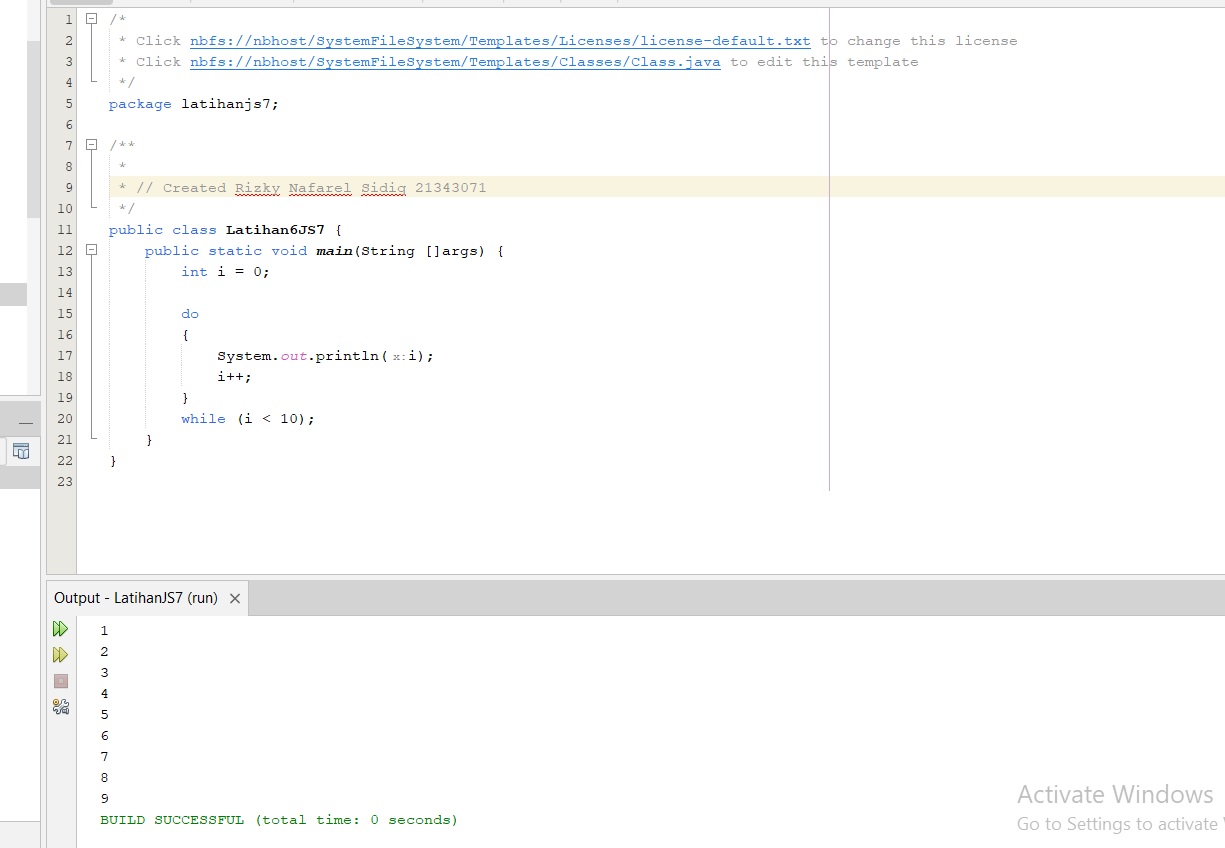 1 /*
2 * Click nbfs://nbhost/SystemFileSystem/Templates/Licenses/license-default.txt to change this license
3 * Click nbfs://nbhost/SystemFileSystem/Templates/Classes/Class.java to edit this template
4 */
5 package latihanjs7;
6
7 /**
8 *
9 * // Created Rizky Nafarel Sidiq 21343071
10 */
11 public class Latihan6JS7 {
12 public static void main(String []args) {
13 int i = 0;
14
15 do
16 {
17 System.out.println( x: i);
18 i++;
19 }
20 while (i < 10);
21 }
22 }
23
Output - LatihanJS7 (run)
1
2
3
4
5
6
7
8
9
BUILD SUCCESSFUL (total time: 0 seconds)
Activate Windows
Go to Settings to activate